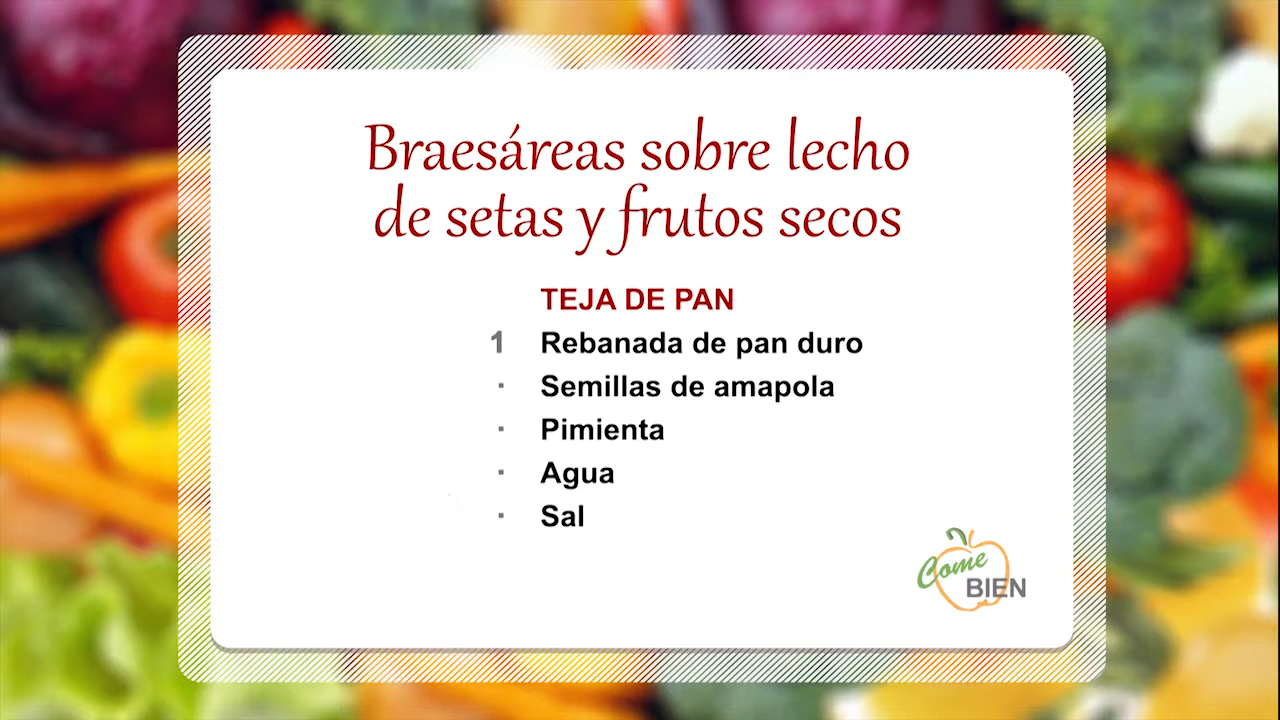 Braesáreas sobre lecho
de setas y frutos secos
TEJA DE PAN
1 Rebanada de pan duro
· Semillas de amapola
· Pimienta
· Agua
· Sal
Come
BIEN